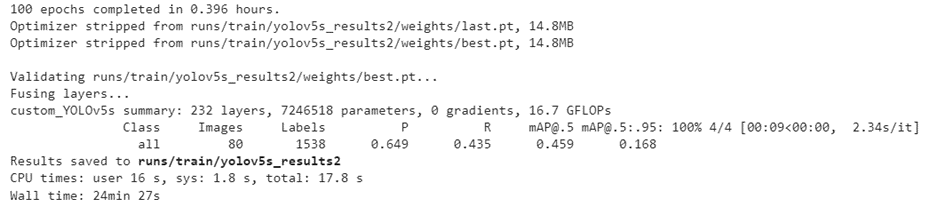 100 epochs completed in 0.396 hours.
Optimizer stripped from runs/train/yolov5s_results2/weights/last.pt, 14.8MB
Optimizer stripped from runs/train/yolov5s_results2/weights/best.pt, 14.8MB
Validating runs/train/yolov5s_results2/weights/best.pt...
Fusing layers...
custom_YOLOv5s summary: 232 layers, 7246518 parameters, 0 gradients, 16.7 GFLOPs
Class Images Labels P R mAP@.5 mAP@.5:.95: 100% 4/4 [00:09<00:00, 2.34s/it]
all 80 1538 0.649 0.435 0.459 0.168
Results saved to runs/train/yolov5s_results2
CPU times: user 16 s, sys: 1.8 s, total: 17.8 s
Wall time: 24min 27s